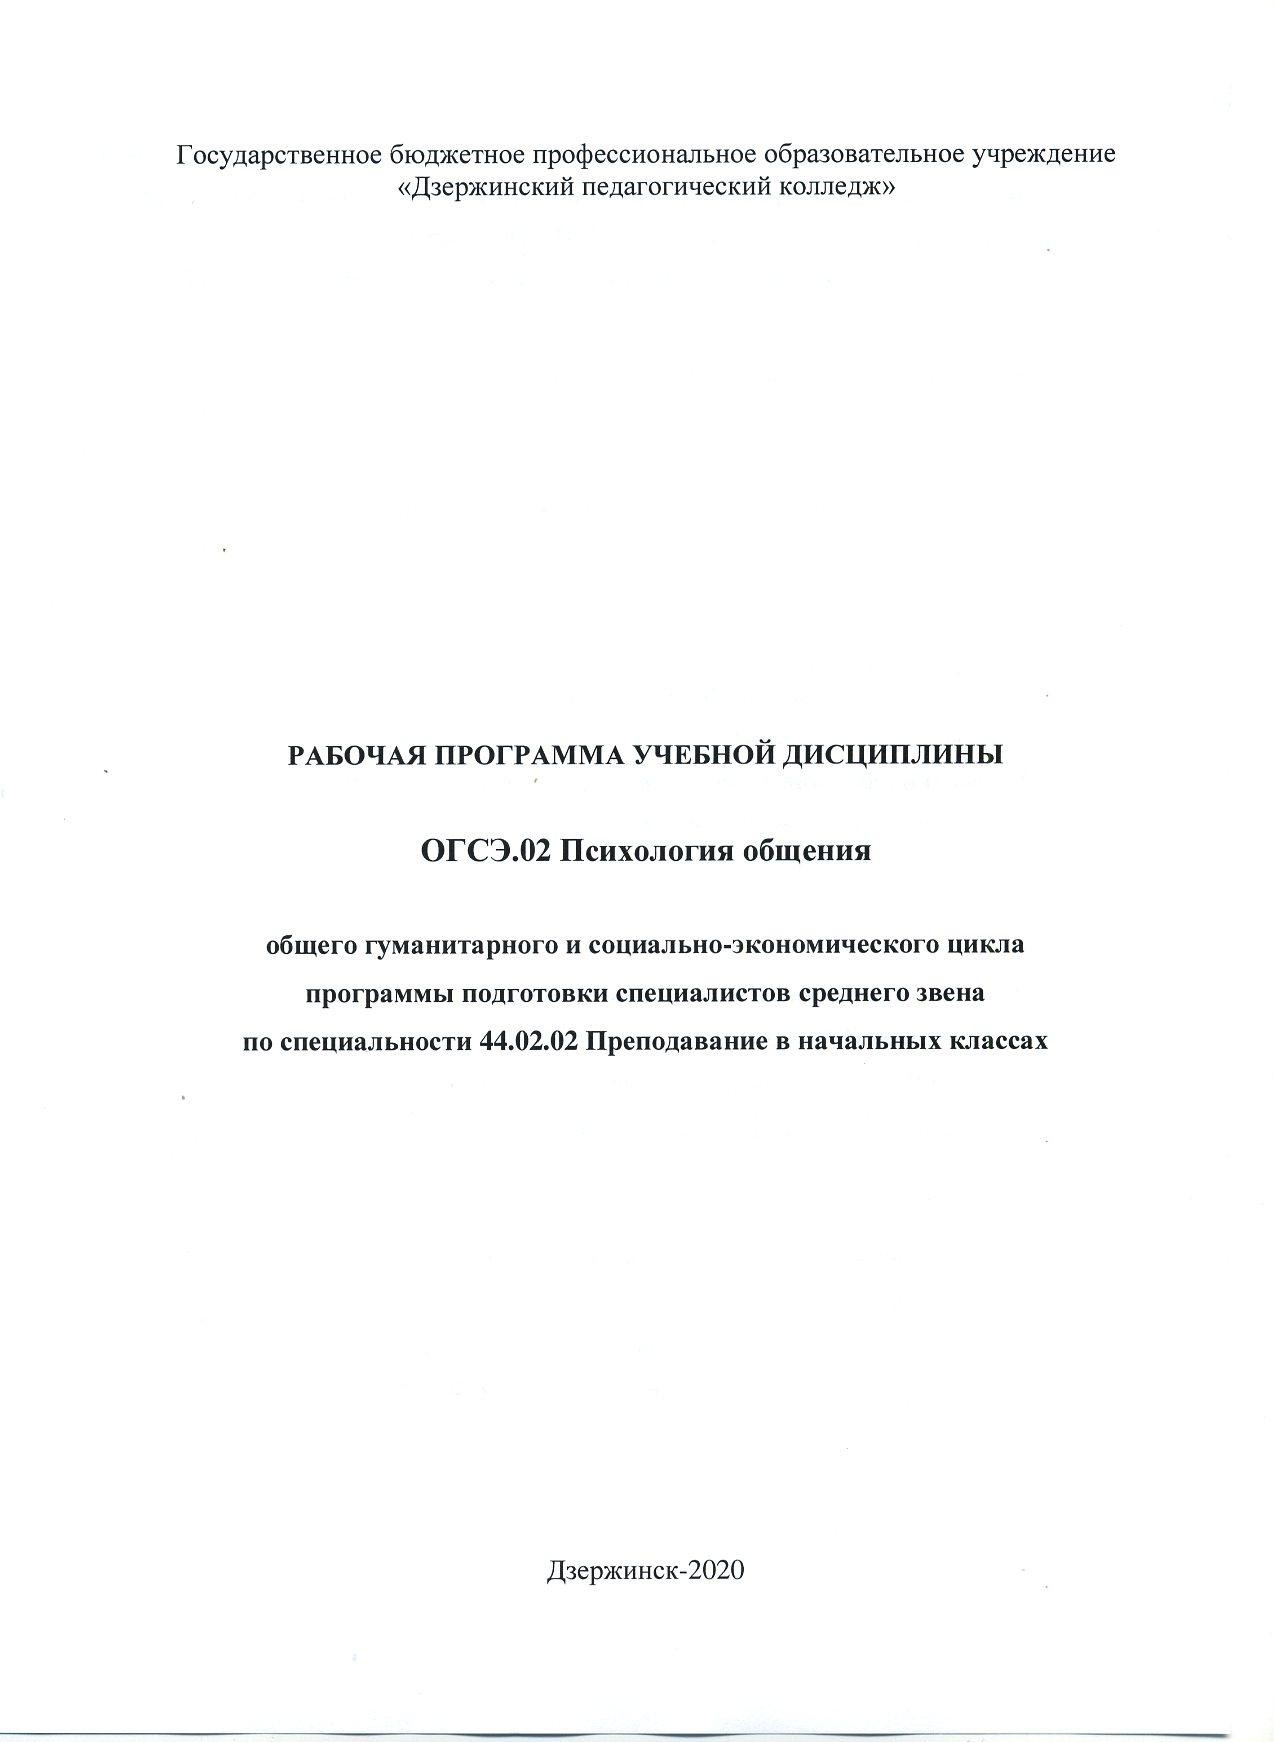 Государственное бюджетное профессиональное образовательное учреждение
«Дзержинский педагогический колледж»
РАБОЧАЯ ПРОГРАММА УЧЕБНОЙ ДИСЦИПЛИНЫ
ОГСЭ.02 Психология общения
общего гуманитарного и социально-экономического цикла
программы подготовки специалистов среднего звена
по специальности 44.02.02 Преподавание в начальных классах
Дзержинск-2020